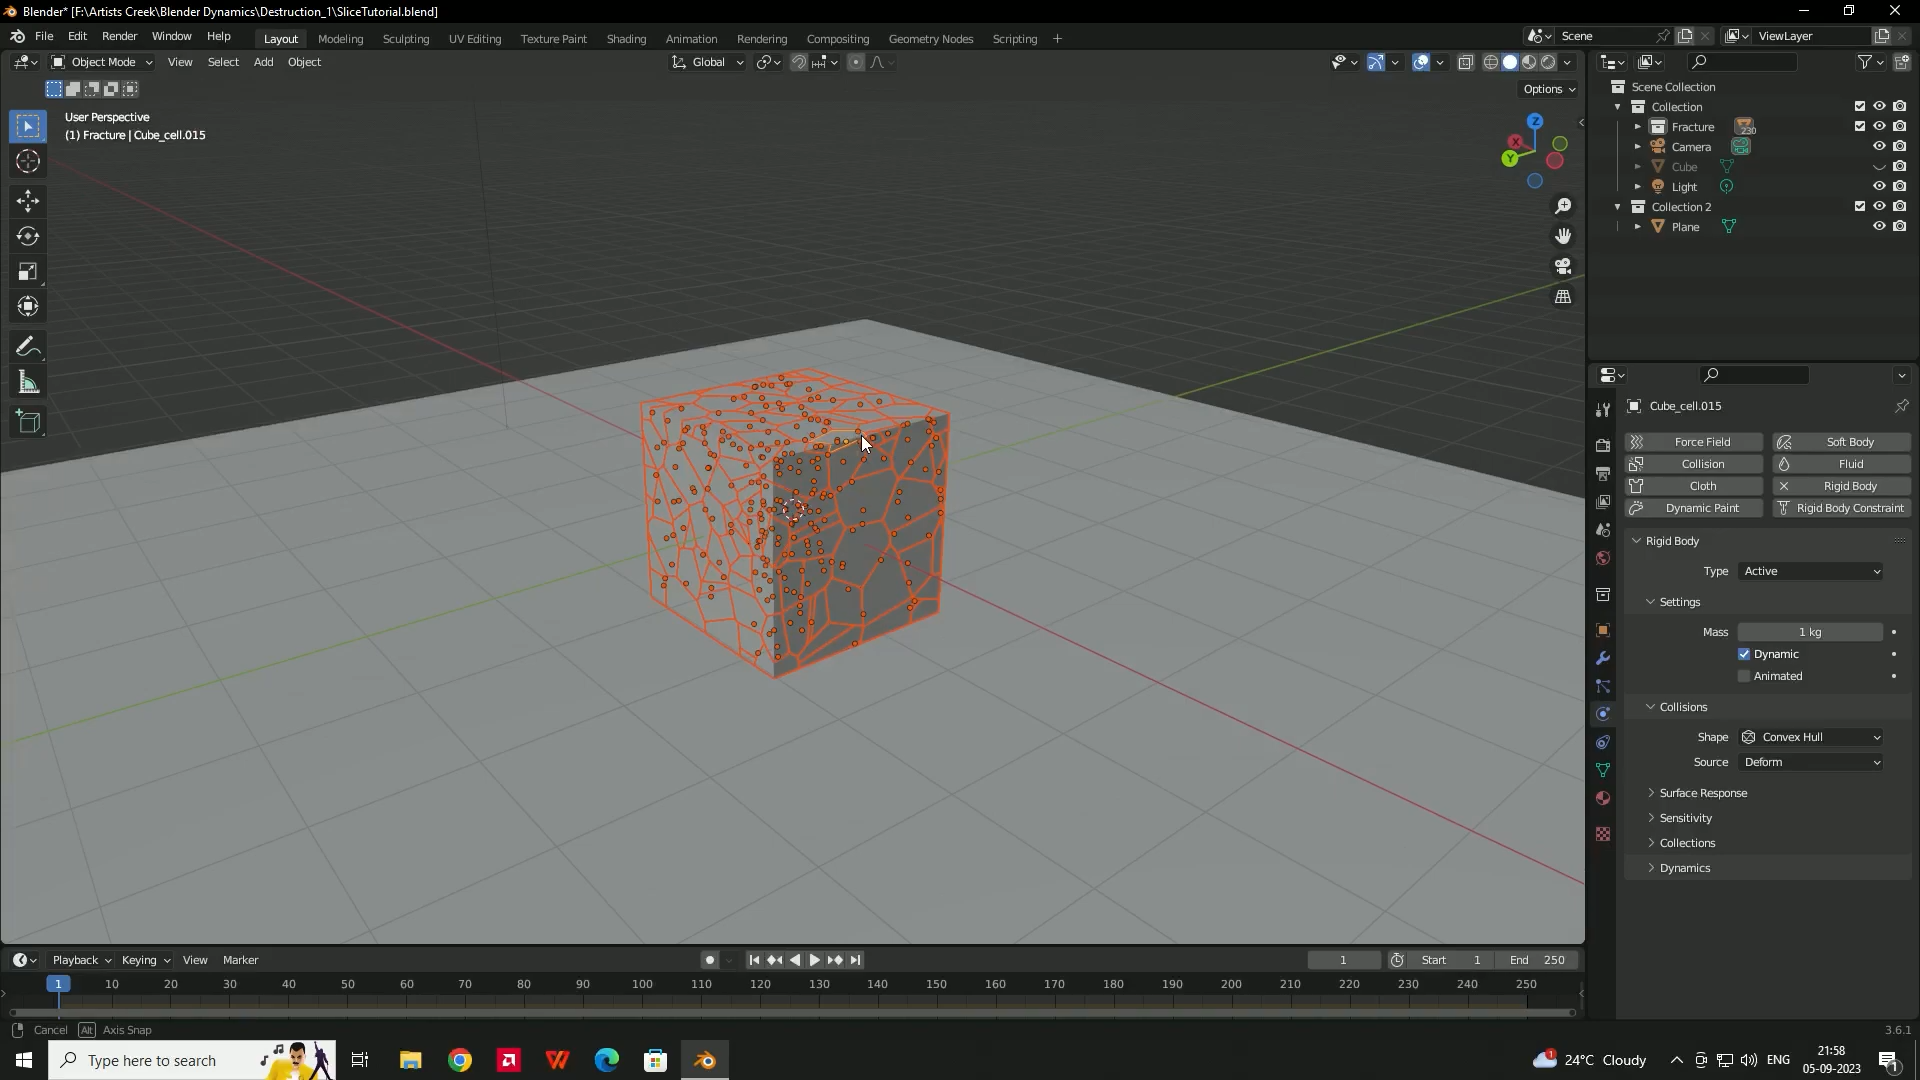 Blender* [F:\Artists Creek\Blender Dynamics\Destruction_1\SliceTutorial.blend]
File Edit Render Window Help Layout Modeling Sculpting UV Editing Texture Paint Shading Animation Rendering Compositing Geometry Nodes Scripting + Scene ViewLayer
Object Mode View Select Add Object Global
Options
User Perspective
(1) Fracture | Cube_cell.015
Z
X
Y
Scene Collection
Collection
Fracture 230
Camera
Cube
Light
Collection 2
Plane
Cube_cell.015
Force Field Soft Body
Collision Fluid
Cloth Rigid Body
Dynamic Paint Rigid Body Constraint
Rigid Body
Type Active
Settings
Mass 1 kg
Dynamic
Animated
Collisions
Shape Convex Hull
Source Deform
Surface Response
Sensitivity
Collections
Dynamics
Playback Keying View Marker 1 Start 1 End 250
1 10 20 30 40 50 60 70 80 90 100 110 120 130 140 150 160 170 180 190 200 210 220 230 240 250
Cancel Alt Axis Snap 3.6.1
Type here to search 1 24°C Cloudy ENG 21:58
05-09-2023 1